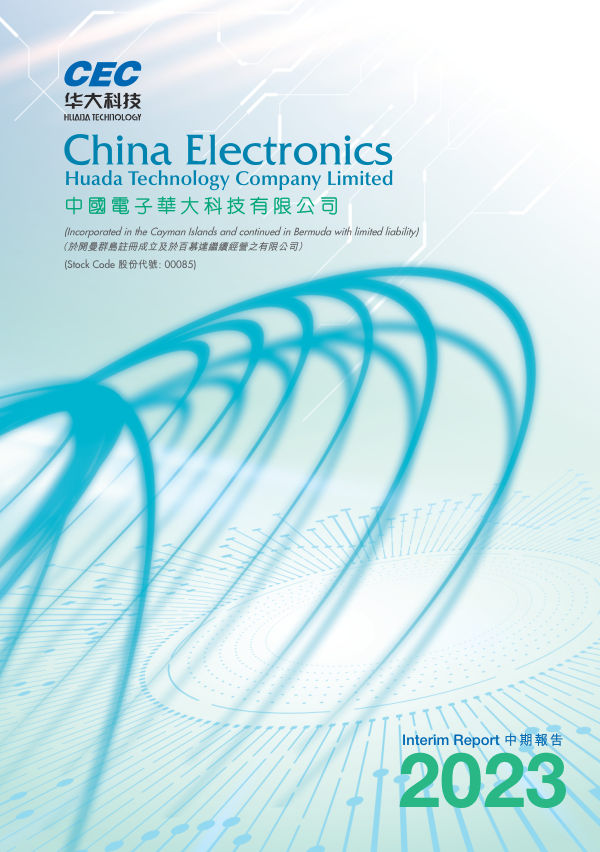 CEC
华大科技
HUADA TECHNOLOGY
China Electronics
Huada Technology Company Limited
中國電子華大科技有限公司
(Incorporated in the Cayman Islands and continued in Bermuda with limited liability)
（於開曼群島註冊成立及於百慕達繼續經營之有限公司）
(Stock Code 股份代號: 00085)
Interim Report 中期報告
2023